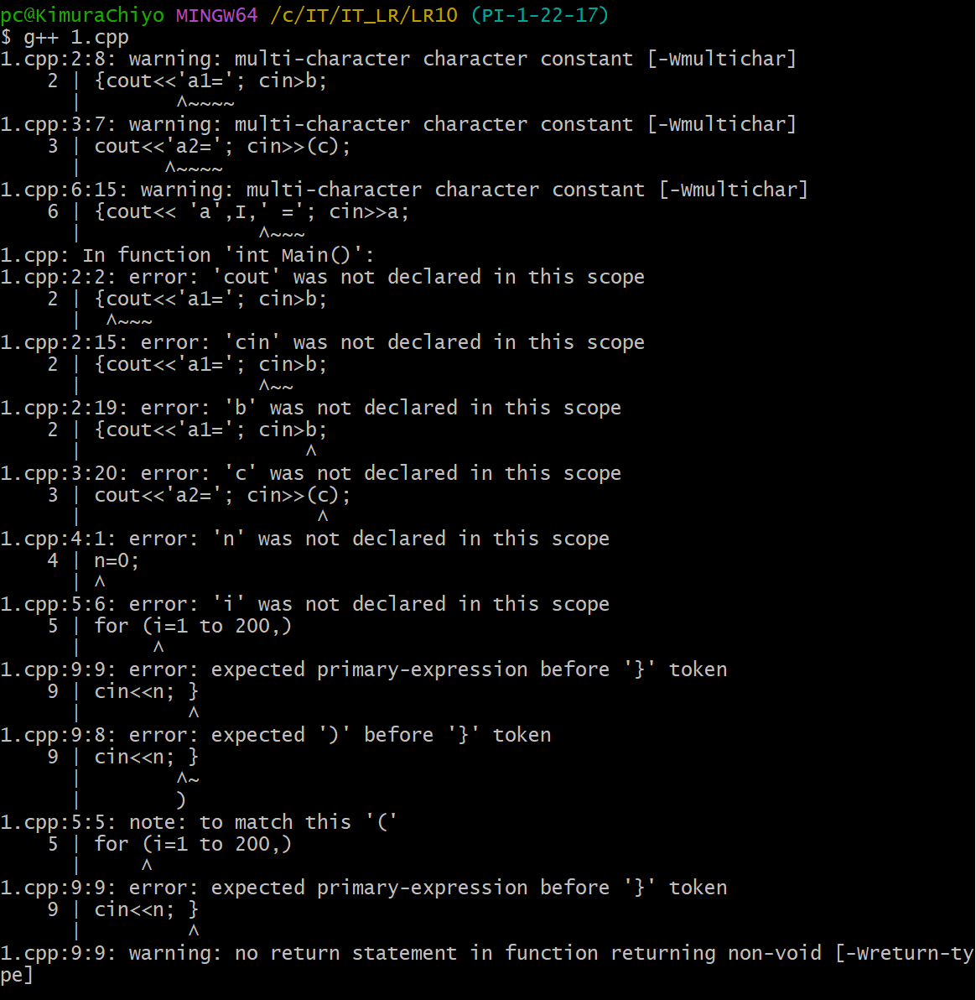 pc@KimuraChiyo MINGW64 /c/IT/IT_LR/LR10 (PI-1-22-17)
$ g++ 1.cpp
1.cpp:2:8: warning: multi-character character constant [-Wmultichar]
    2 | {cout<<'a1='; cin>b;
      |        ^~~~~
1.cpp:3:7: warning: multi-character character constant [-Wmultichar]
    3 | cout<<'a2='; cin>>(c);
      |       ^~~~~
1.cpp:6:15: warning: multi-character character constant [-Wmultichar]
    6 | {cout<< 'a',I,' ='; cin>>a;
      |               ^~~~
1.cpp: In function 'int Main()':
1.cpp:2:2: error: 'cout' was not declared in this scope
    2 | {cout<<'a1='; cin>b;
      |  ^~~~
1.cpp:2:15: error: 'cin' was not declared in this scope
    2 | {cout<<'a1='; cin>b;
      |               ^~~
1.cpp:2:19: error: 'b' was not declared in this scope
    2 | {cout<<'a1='; cin>b;
      |                   ^
1.cpp:3:20: error: 'c' was not declared in this scope
    3 | cout<<'a2='; cin>>(c);
      |                    ^
1.cpp:4:1: error: 'n' was not declared in this scope
    4 | n=0;
      | ^
1.cpp:5:6: error: 'i' was not declared in this scope
    5 | for (i=1 to 200,)
      |      ^
1.cpp:9:9: error: expected primary-expression before '}' token
    9 | cin<<n; }
      |         ^
1.cpp:9:8: error: expected ')' before '}' token
    9 | cin<<n; }
      |        ^~
      |        )
1.cpp:5:5: note: to match this '('
    5 | for (i=1 to 200,)
      |     ^
1.cpp:9:9: error: expected primary-expression before '}' token
    9 | cin<<n; }
      |         ^
1.cpp:9:9: warning: no return statement in function returning non-void [-Wreturn-ty
pe]